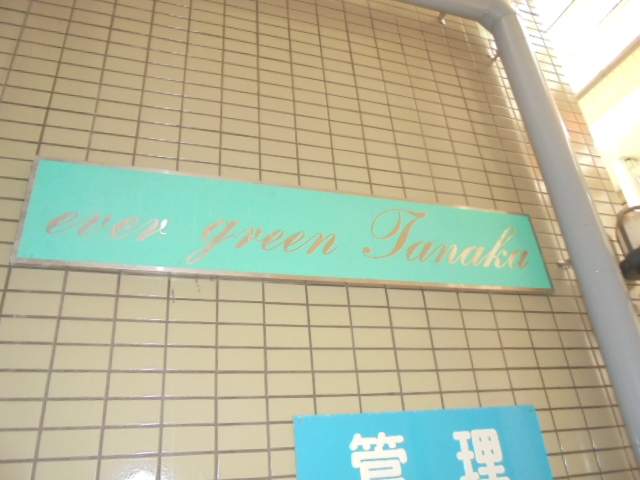 ever green Tanaka
管理